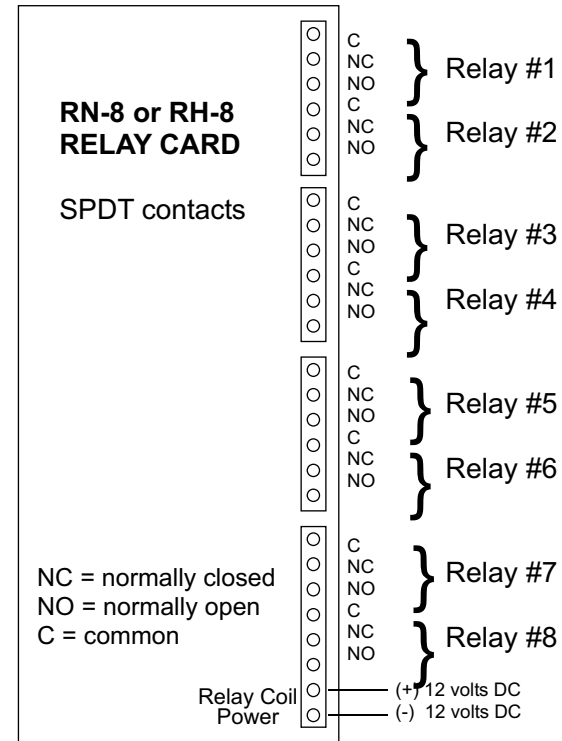 RN-8 or RH-8
RELAY CARD
SPDT contacts
C
NC
NO
Relay #1
C
NC
NO
Relay #2
C
NC
NO
Relay #3
C
NC
NO
Relay #4
C
NC
NO
Relay #5
C
NC
NO
Relay #6
C
NC
NO
Relay #7
C
NC
NO
Relay #8
NC = normally closed
NO = normally open
C = common
Relay Coil
Power
(+) 12 volts DC
(-) 12 volts DC